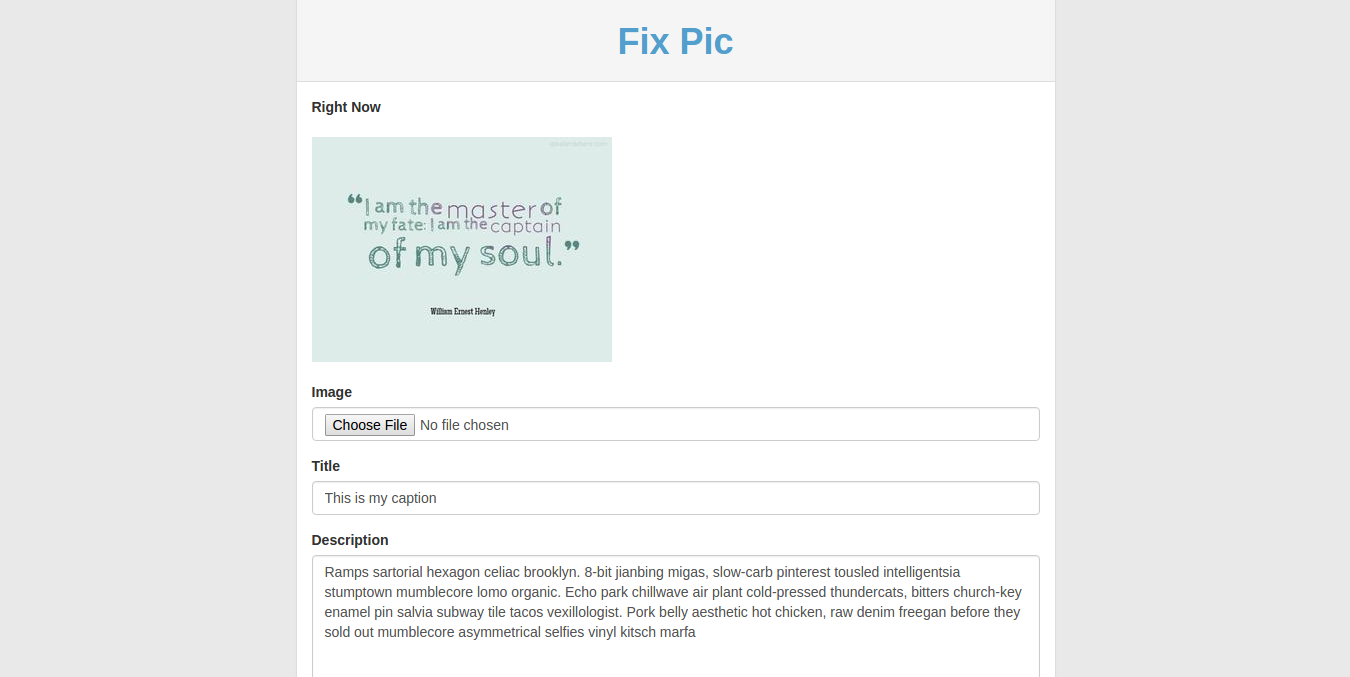 Fix Pic
Right Now
“I am the master of
my fate: I am the captain
of my soul.”
William Ernest Henley
Image
Choose File No file chosen
Title
This is my caption
Description
Ramps sartorial hexagon celiac brooklyn. 8-bit jianbing migas, slow-carb pinterest tousled intelligentsia
stumptown mumblecore lomo organic. Echo park chillwave air plant cold-pressed thundercats, bitters church-key
enamel pin salvia subway tile tacos vexillologist. Pork belly aesthetic hot chicken, raw denim freegan before they
sold out mumblecore asymmetrical selfies vinyl kitsch marfa